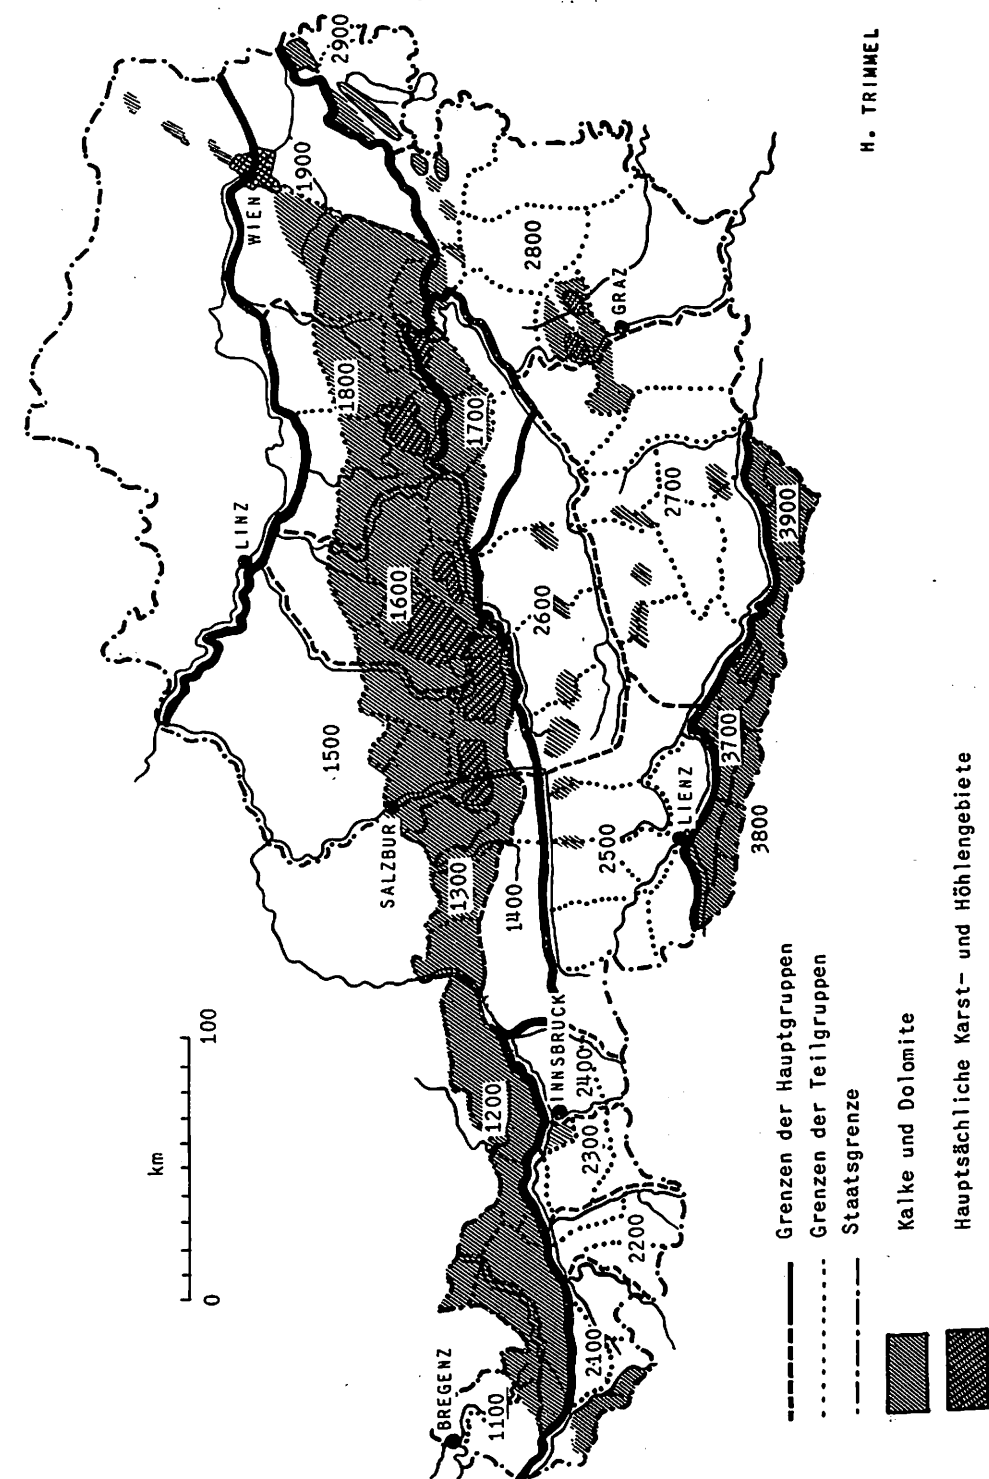 WIEN
LINZ
SALZBUR
GRAZ
LIENZ
INNSBRUCK
BREGENZ
1100
1200
1300
1400
1500
1600
1700
1800
1900
2100
2200
2300
2400
2500
2600
2700
2800
2900
3700
3800
3900
km
0
100
Grenzen der Hauptgruppen
Grenzen der Teilgruppen
Staatsgrenze
Kalke und Dolomite
Hauptsächliche Karst- und Höhlengebiete
H. TRIMMEL